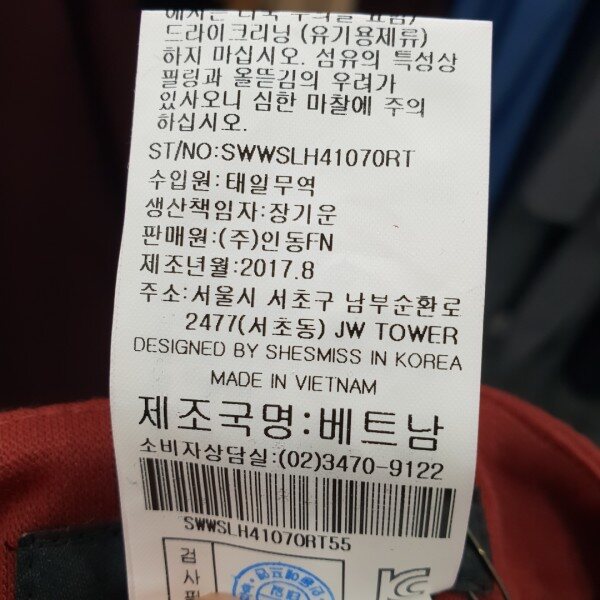 드라이크리닝 (유기용제류)
하지 마십시오. 섬유의 특성상
필링과 올뜯김의 우려가
있사오니 심한 마찰에 주의
하십시오.
ST/NO:SWWSLH41070RT
수입원:태일무역
생산책임자:장기운
판매원:(주)인동FN
제조년월:2017.8
주소:서울시 서초구 남부순환로
2477(서초동) JW TOWER
DESIGNED BY SHESMISS IN KOREA
MADE IN VIETNAM
제조국명:베트남
소비자상담실:(02)3470-9122
SWWSLH41070RT55
검사필